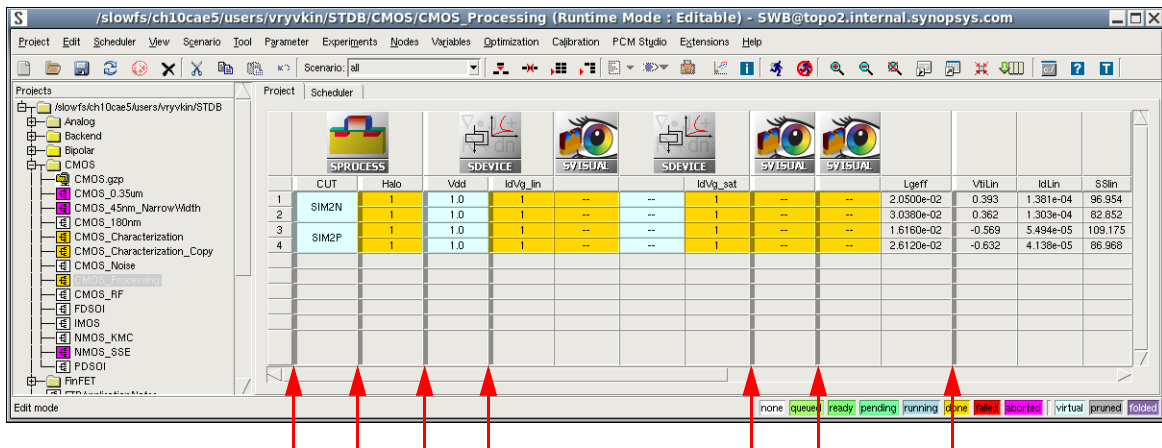 S /slowfs/ch10cae5/users/vryvkin/STDB/CMOS/CMOS_Processing (Runtime Mode : Editable) - SWB@topo2.internal.synopsys.com
Project Edit Scheduler View Scenario Tool Parameter Experiments Nodes Variables Optimization Calibration PCM Studio Extensions Help
Scenario: all
Projects
/slowfs/ch10cae5/users/vryvkin/STDB
Analog
Backend
Bipolar
CMOS
CMOS.gzp
CMOS_0.35um
CMOS_45nm_NarrowWidth
CMOS_180nm
CMOS_Characterization
CMOS_Characterization_Copy
CMOS_Noise
CMOS_Processing
CMOS_RF
FDSOI
IMOS
NMOS_KMC
NMOS_SSE
PDSOI
FinFET
Project Scheduler
SPROCESS SDEVICE SVISUAL SDEVICE SVISUAL SVISUAL
CUT Halo Vdd IdVg_lin IdVg_sat Lgeff VtiLin IdLin SSlin
1 SIM2N 1 1.0 1 -- -- 1 -- -- 2.0500e-02 0.393 1.381e-04 96.954
2 1 1.0 1 -- -- 1 -- -- 3.0380e-02 0.362 1.303e-04 82.852
3 SIM2P 1 1.0 1 -- -- 1 -- -- 1.6160e-02 -0.569 5.494e-05 109.175
4 1 1.0 1 -- -- 1 -- -- 2.6120e-02 -0.632 4.138e-05 86.968
Edit mode
none queued ready pending running done failed aborted virtual pruned folded